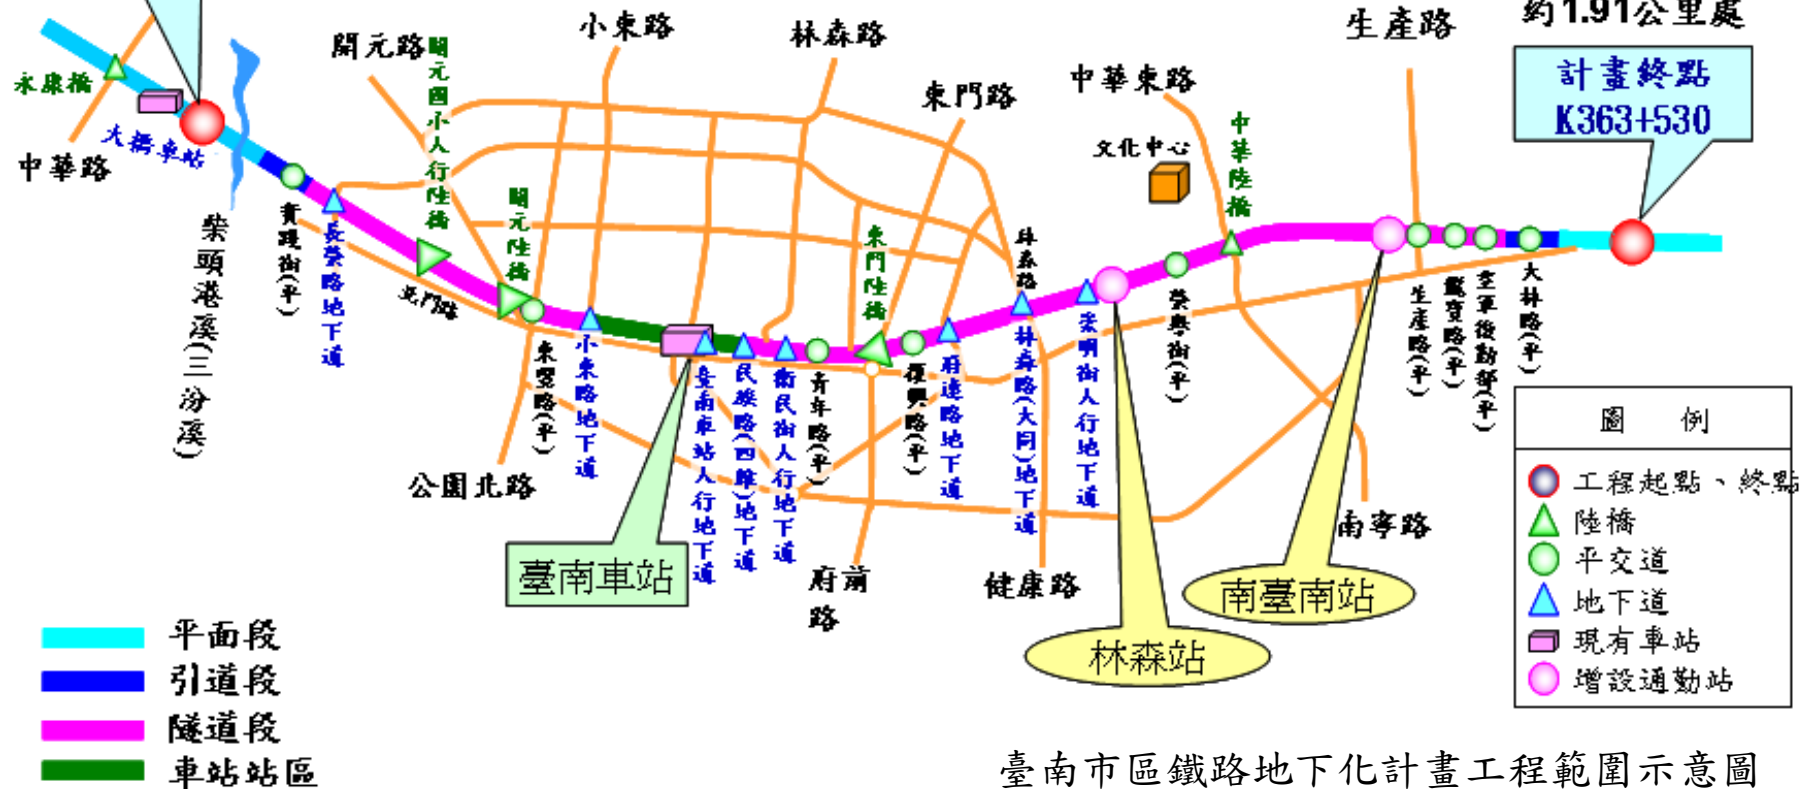 約1.91公里處
計畫終點
K363+530
小東路
林森路
生產路
開元路
東門路
中華東路
永康橋
大橋車站
中華路
開元國小人行陸橋
開元陸橋
文化中心
中華陸橋
東門陸橋
林森路
柴頭港溪(三汾溪)
實踐街(平)
長榮路地下道
北門路
東豐路(平)
小東路地下道
臺南車站人行地下道
民族路(四維)地下道
衛民街人行地下道
青年路(平)
復興路(平)
府連路地下道
林森路(大同)地下道
崇明街人行地下道
榮興街(平)
生產路(平)
空軍後勤部(平)
大林路(平)
公園北路
臺南車站
府前
路
健康路
南寧路
南臺南站
林森站
圖 例
工程起點、終點
陸橋
平交道
地下道
現有車站
增設通勤站
平面段
引道段
隧道段
車站站區
臺南市區鐵路地下化計畫工程範圍示意圖